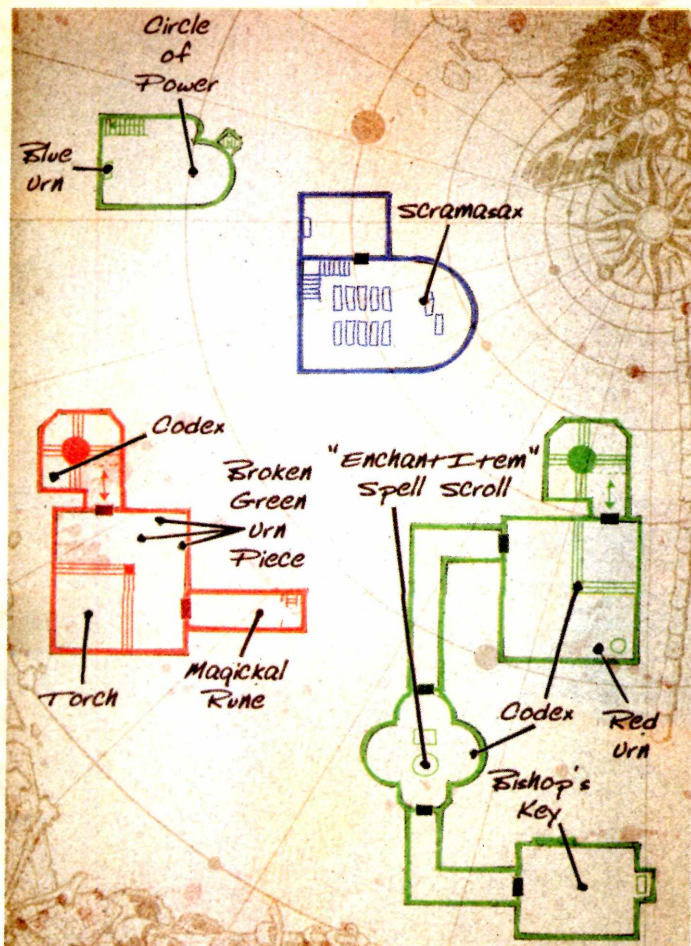 Circle
of
Power
Blue
Urn
Scramasax
Codex
Broken
Green
Urn
Piece
"Enchant Item"
Spell Scroll
Torch
Magickal
Rune
Codex
Red
Urn
Bishop's
Key